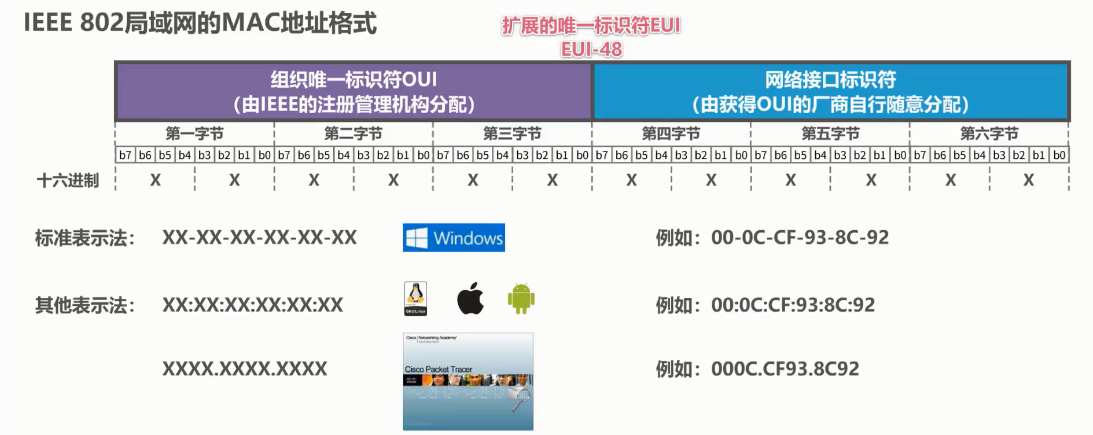 IEEE 802局域网的MAC地址格式
扩展的唯一标识符EUI
EUI-48
组织唯一标识符OUI
(由IEEE的注册管理机构分配)
网络接口标识符
(由获得OUI的厂商自行随意分配)
第一字节 第二字节 第三字节 第四字节 第五字节 第六字节
b7 b6 b5 b4 b3 b2 b1 b0 b7 b6 b5 b4 b3 b2 b1 b0 b7 b6 b5 b4 b3 b2 b1 b0 b7 b6 b5 b4 b3 b2 b1 b0 b7 b6 b5 b4 b3 b2 b1 b0 b7 b6 b5 b4 b3 b2 b1 b0
十六进制 X X X X X X X X X X X X
标准表示法: XX-XX-XX-XX-XX-XX Windows 例如: 00-0C-CF-93-8C-92
其他表示法: XX:XX:XX:XX:XX:XX 例如: 00:0C:CF:93:8C:92
Cisco Networking Academy
XXXX.XXXX.XXXX 例如: 000C.CF93.8C92
Cisco Packet Tracer